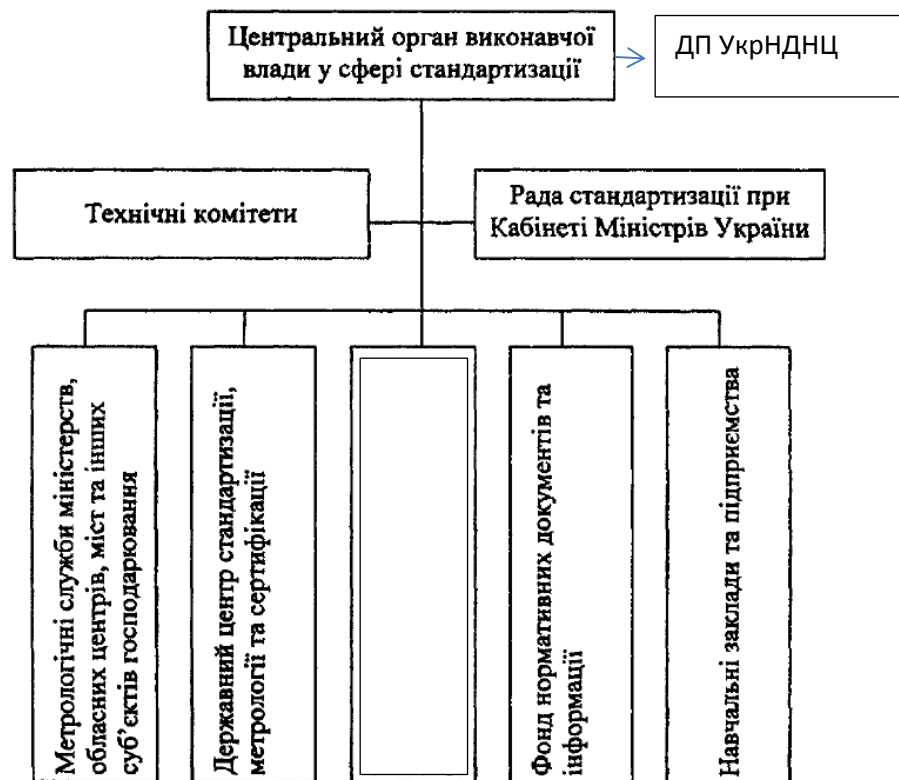 Центральний орган виконавчої
влади у сфері стандартизації
ДП УкрНДНЦ
Технічні комітети
Рада стандартизації при
Кабінеті Міністрів України
Метрологічні служби міністерств,
обласних центрів, міст та інших
суб’єктів господарювання
Державний центр стандартизації,
метрології та сертифікації
Фонд нормативних документів та
інформації
Навчальні заклади та підприємства